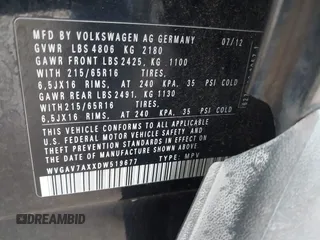 MFD BY VOLKSWAGEN AG GERMANY 07/12
GVWR LBS 4806 KG 2180
GAWR FRONT LBS 2425, KG 1100
WITH 215/65R16 TIRES,
6.5JX16 RIMS, AT 240 KPA, 35 PSI COLD
GAWR REAR LBS 2491, KG 1130
WITH 215/65R16 TIRES,
6.5JX16 RIMS, AT 240 KPA, 35 PSI COLD
THIS VEHICLE CONFORMS TO ALL APPLICABLE
U.S. FEDERAL MOTOR VEHICLE SAFETY AND
THEFT PREVENTION STANDARDS IN EFFECT ON
THE DATE OF MANUFACTURE SHOWN ABOVE.
WVGAV7AXXDW519677 TYPE: MPV
DREAMBID